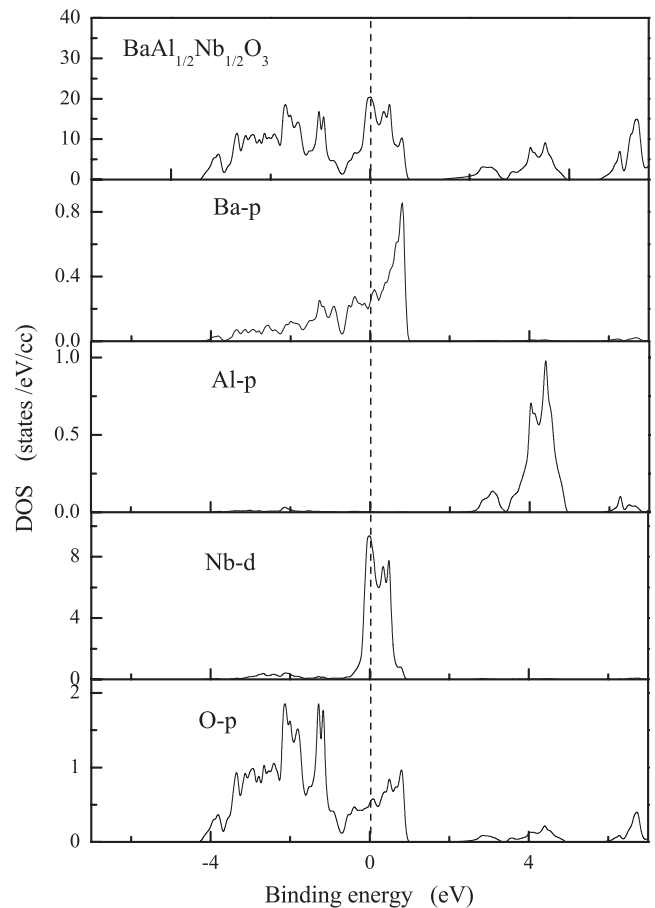 40
BaAl1/2Nb1/2O3
30
20
10
0
Ba-p
0.8
0.4
0.0
1.0
Al-p
0.5
0.0
DOS (states /eV/cc)
8
Nb-d
4
0
2
O-p
1
0
-4 0 4
Binding energy (eV)